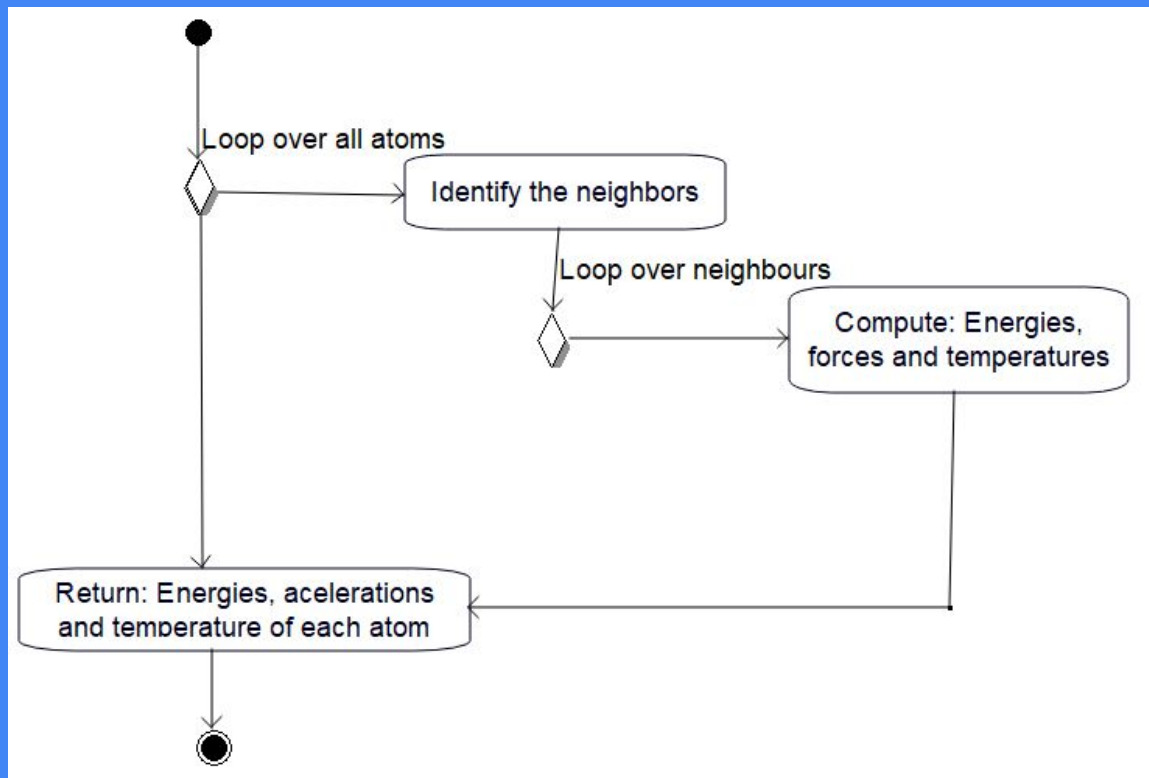 Loop over all atoms
Identify the neighbors
Loop over neighbours
Compute: Energies,
forces and temperatures
Return: Energies, acelerations
and temperature of each atom